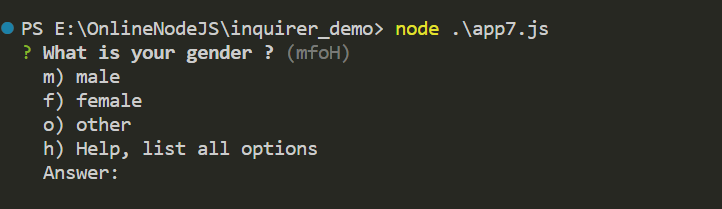 PS E:\OnlineNodeJS\inquirer_demo> node .\app7.js
? What is your gender ? (mfoH)
m) male
f) female
o) other
h) Help, list all options
Answer: